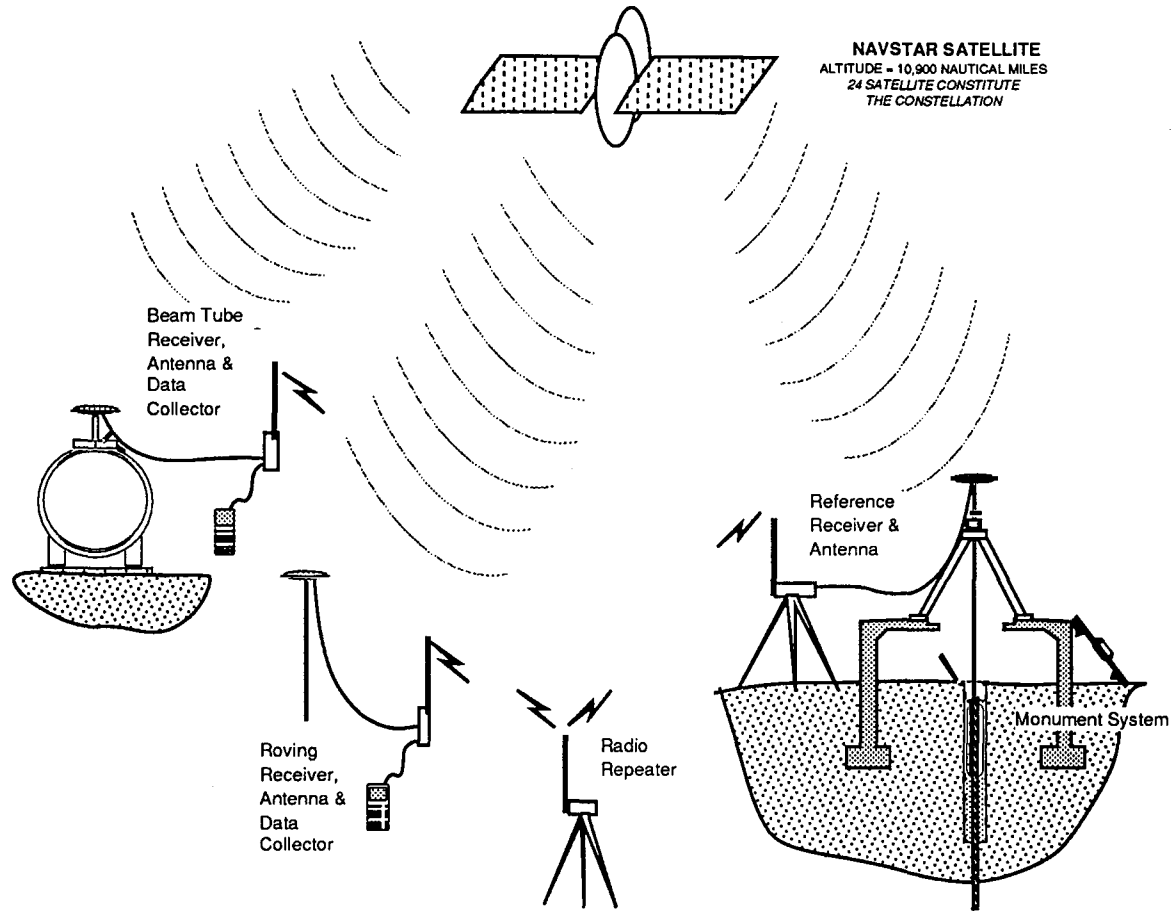 NAVSTAR SATELLITE
ALTITUDE = 10,900 NAUTICAL MILES
24 SATELLITE CONSTITUTE
THE CONSTELLATION
Beam Tube
Receiver,
Antenna &
Data
Collector
Reference
Receiver &
Antenna
Monument System
Roving
Receiver,
Antenna &
Data
Collector
Radio
Repeater